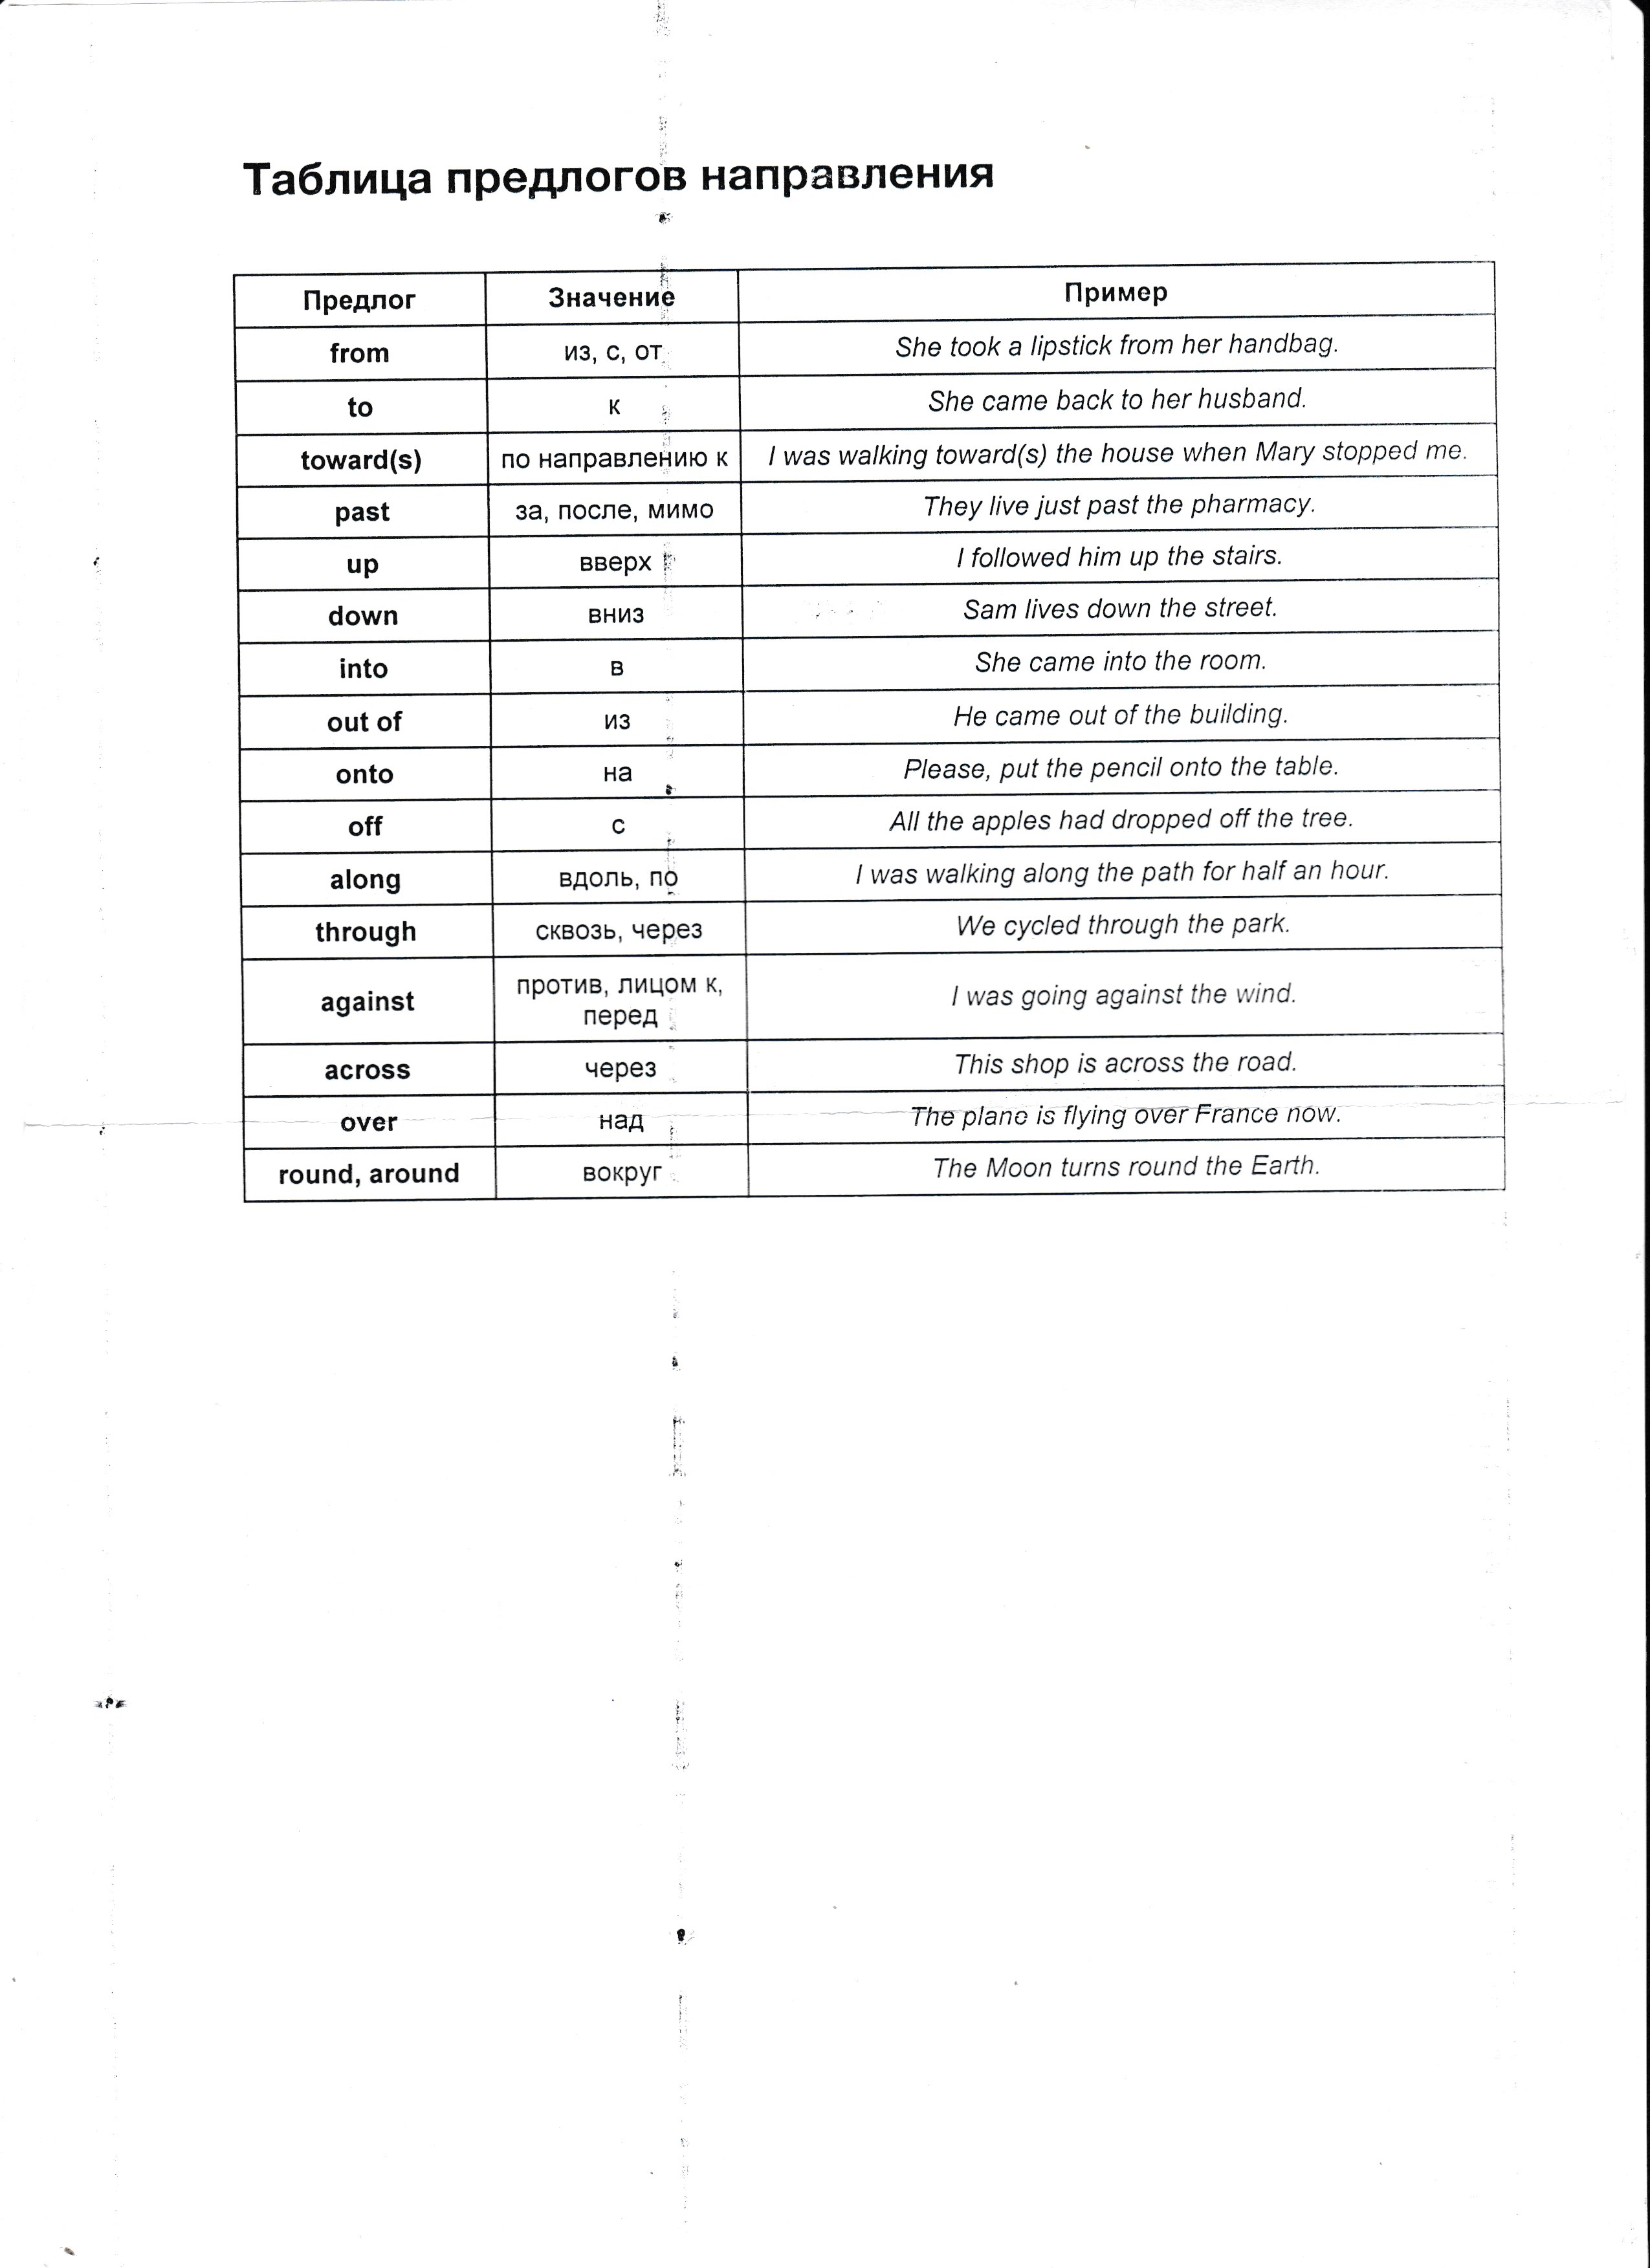 Таблица предлогов направления
Предлог Значение Пример
from из, с, от She took a lipstick from her handbag.
to к She came back to her husband.
toward(s) по направлению к I was walking toward(s) the house when Mary stopped me.
past за, после, мимо They live just past the pharmacy.
up вверх I followed him up the stairs.
down вниз Sam lives down the street.
into в She came into the room.
out of из He came out of the building.
onto на Please, put the pencil onto the table.
off с All the apples had dropped off the tree.
along вдоль, по I was walking along the path for half an hour.
through сквозь, через We cycled through the park.
against против, лицом к, I was going against the wind.
перед
across через This shop is across the road.
over над The plane is flying over France now.
round, around вокруг The Moon turns round the Earth.